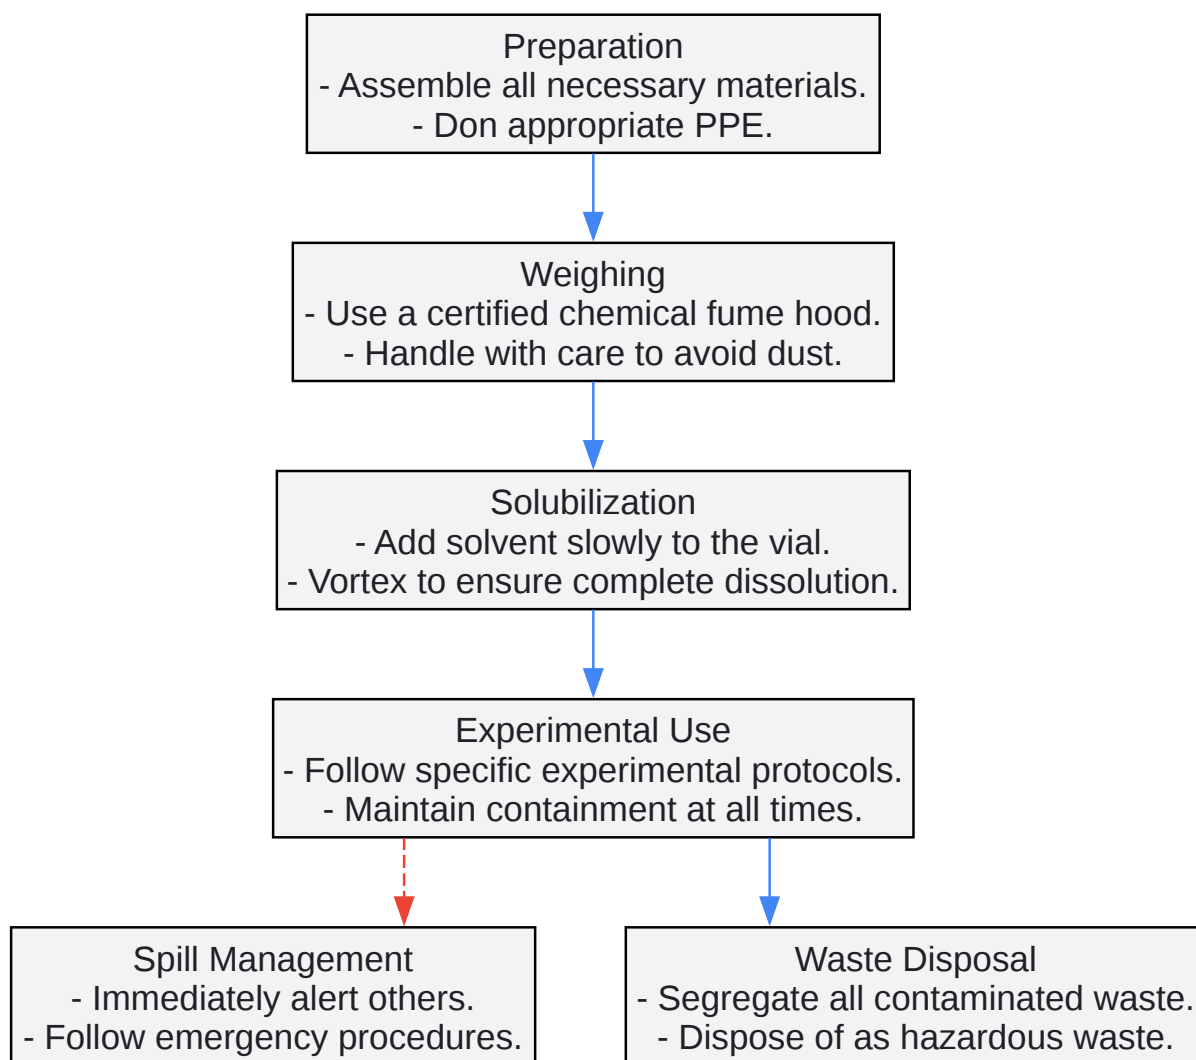 Preparation
- Assemble all necessary materials.
- Don appropriate PPE.
Weighing
- Use a certified chemical fume hood.
- Handle with care to avoid dust.
Solubilization
- Add solvent slowly to the vial.
- Vortex to ensure complete dissolution.
Experimental Use
- Follow specific experimental protocols.
- Maintain containment at all times.
Spill Management
- Immediately alert others.
- Follow emergency procedures.
Waste Disposal
- Segregate all contaminated waste.
- Dispose of as hazardous waste.